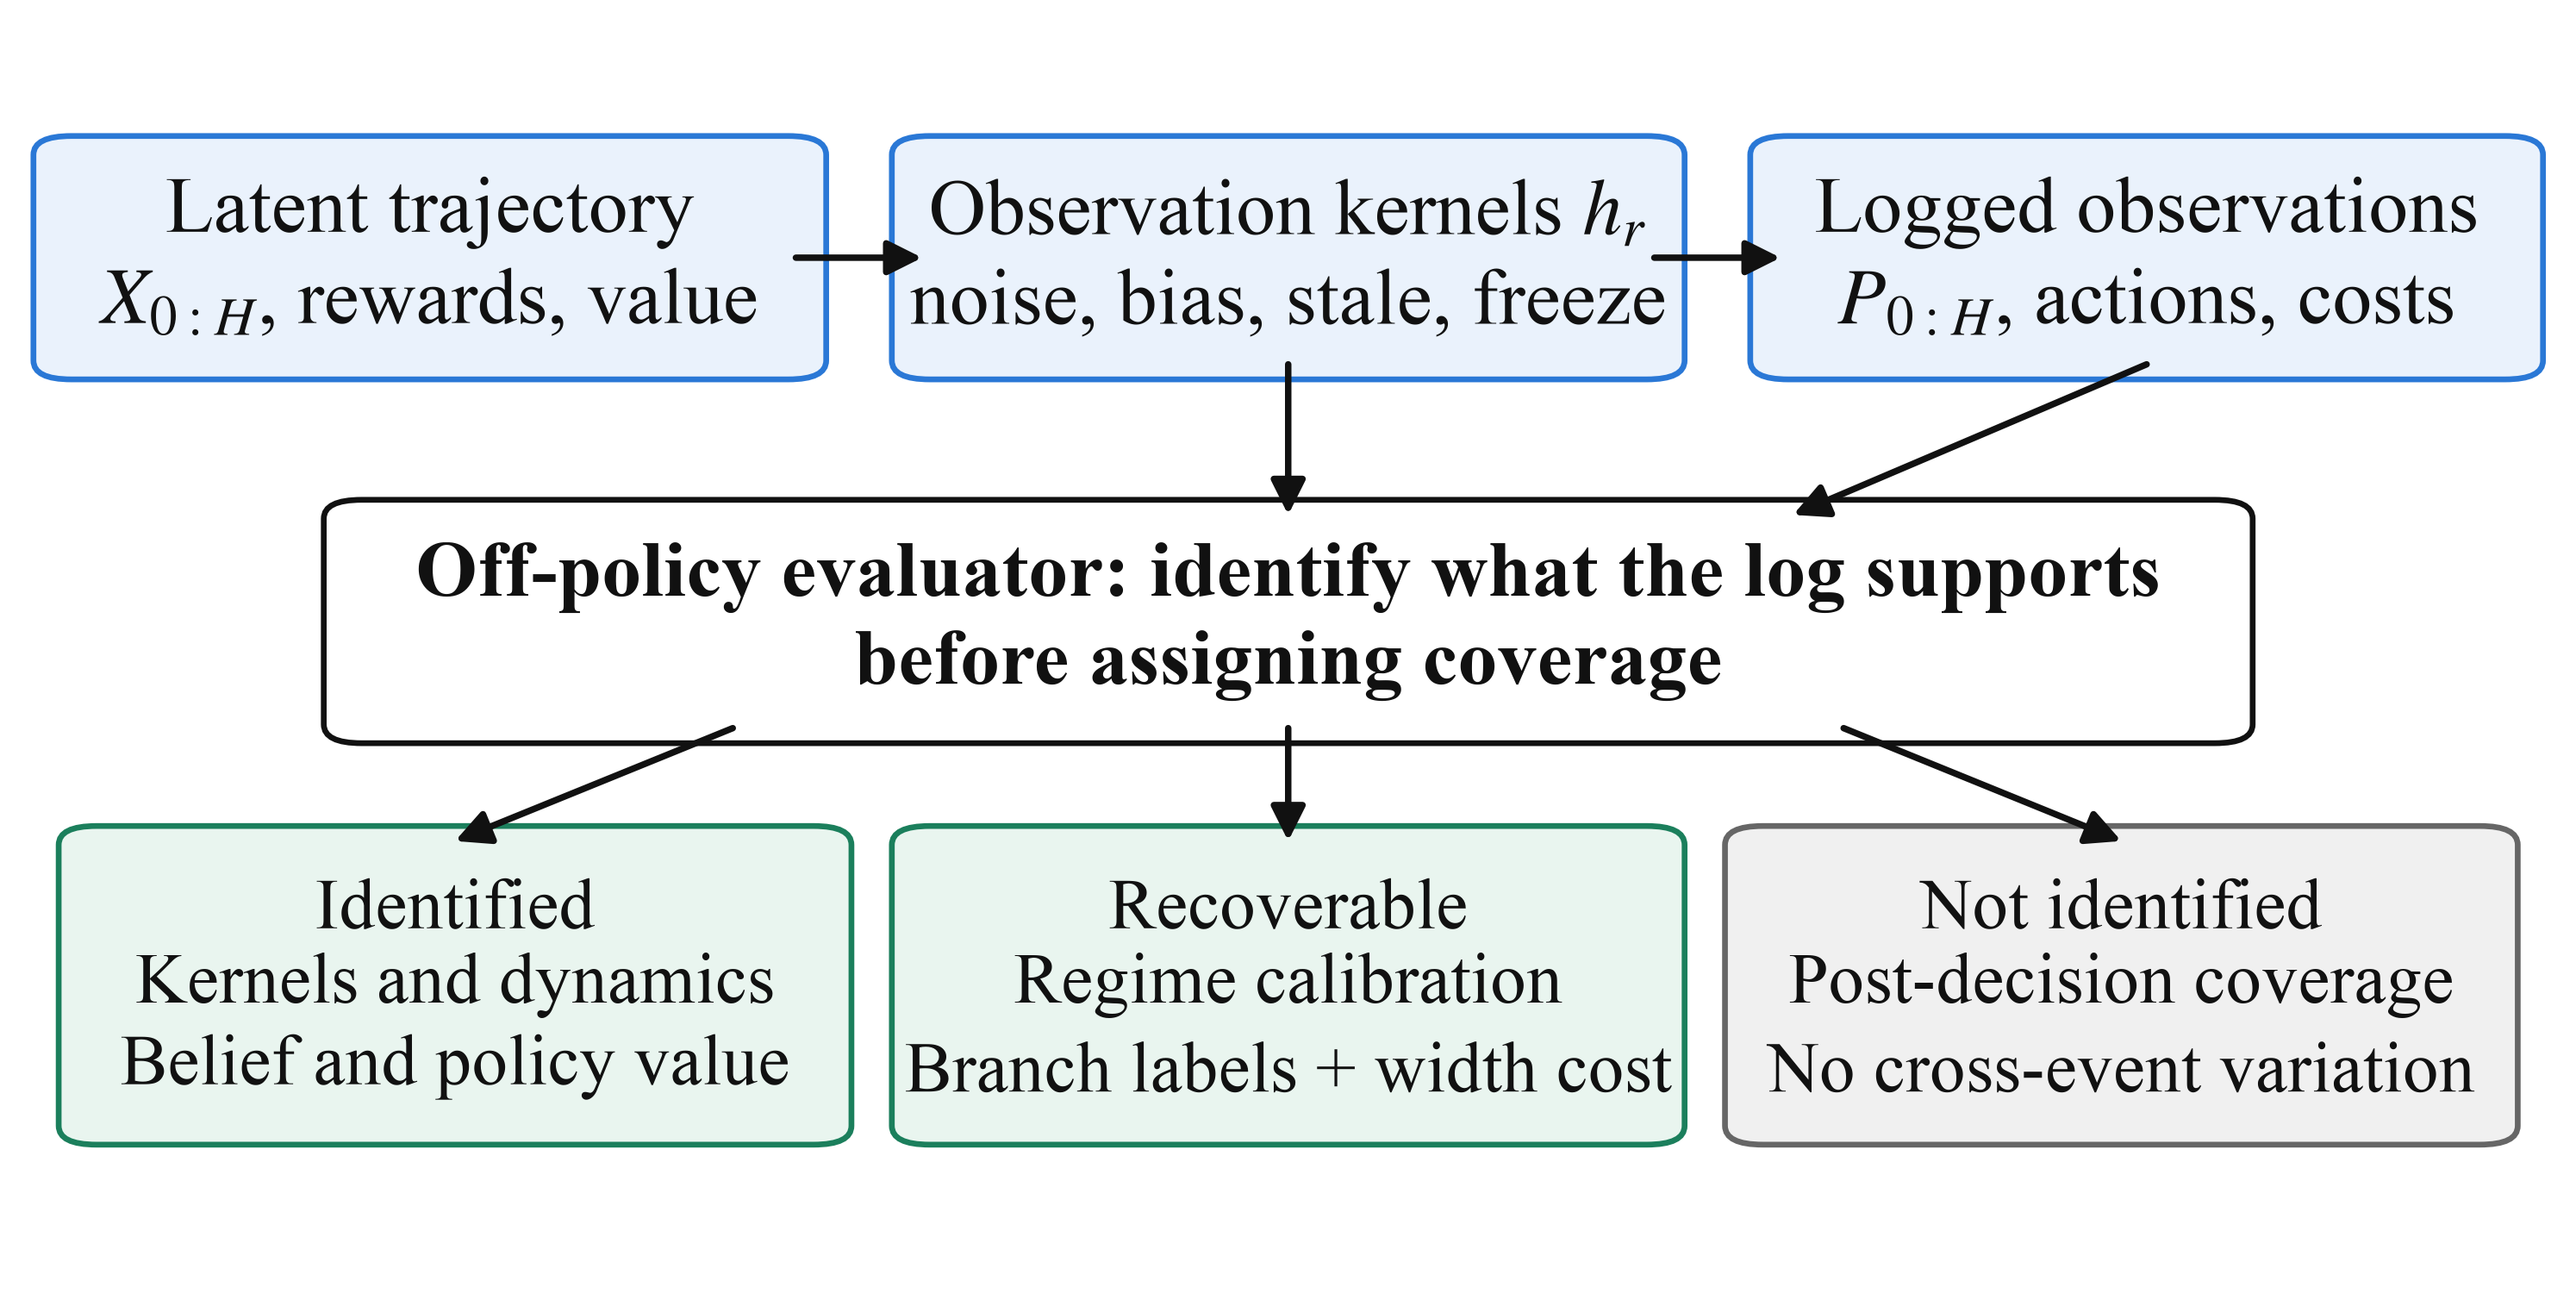 Latent trajectory
X0 : H, rewards, value
Observation kernels hr
noise, bias, stale, freeze
Logged observations
P0 : H, actions, costs
Off-policy evaluator: identify what the log supports
before assigning coverage
Identified
Kernels and dynamics
Belief and policy value
Recoverable
Regime calibration
Branch labels + width cost
Not identified
Post-decision coverage
No cross-event variation